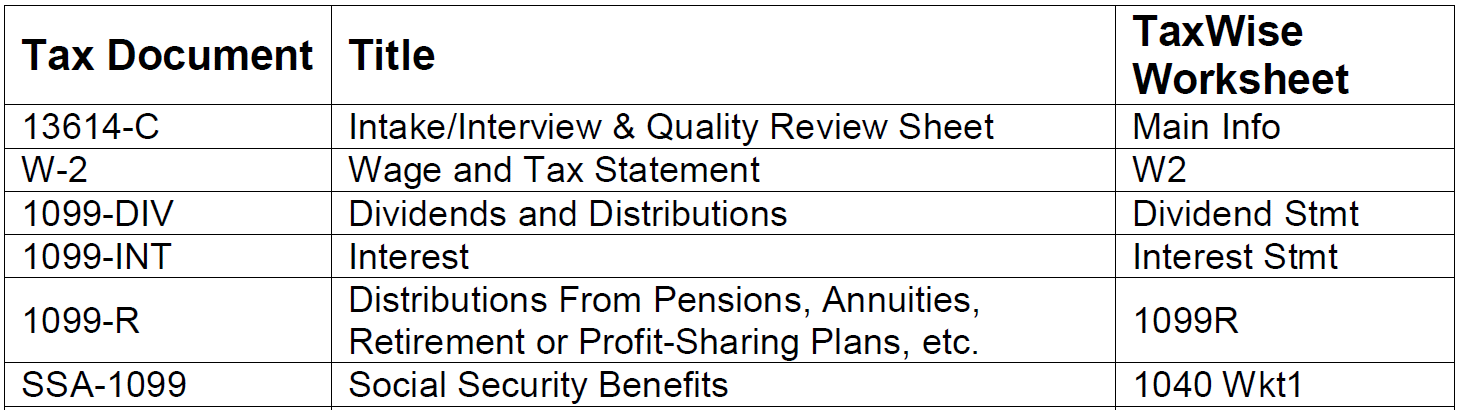 Tax Document Title TaxWise
Worksheet
13614-C Intake/Interview & Quality Review Sheet Main Info
W-2 Wage and Tax Statement W2
1099-DIV Dividends and Distributions Dividend Stmt
1099-INT Interest Interest Stmt
1099-R Distributions From Pensions, Annuities,
Retirement or Profit-Sharing Plans, etc. 1099R
SSA-1099 Social Security Benefits 1040 Wkt1